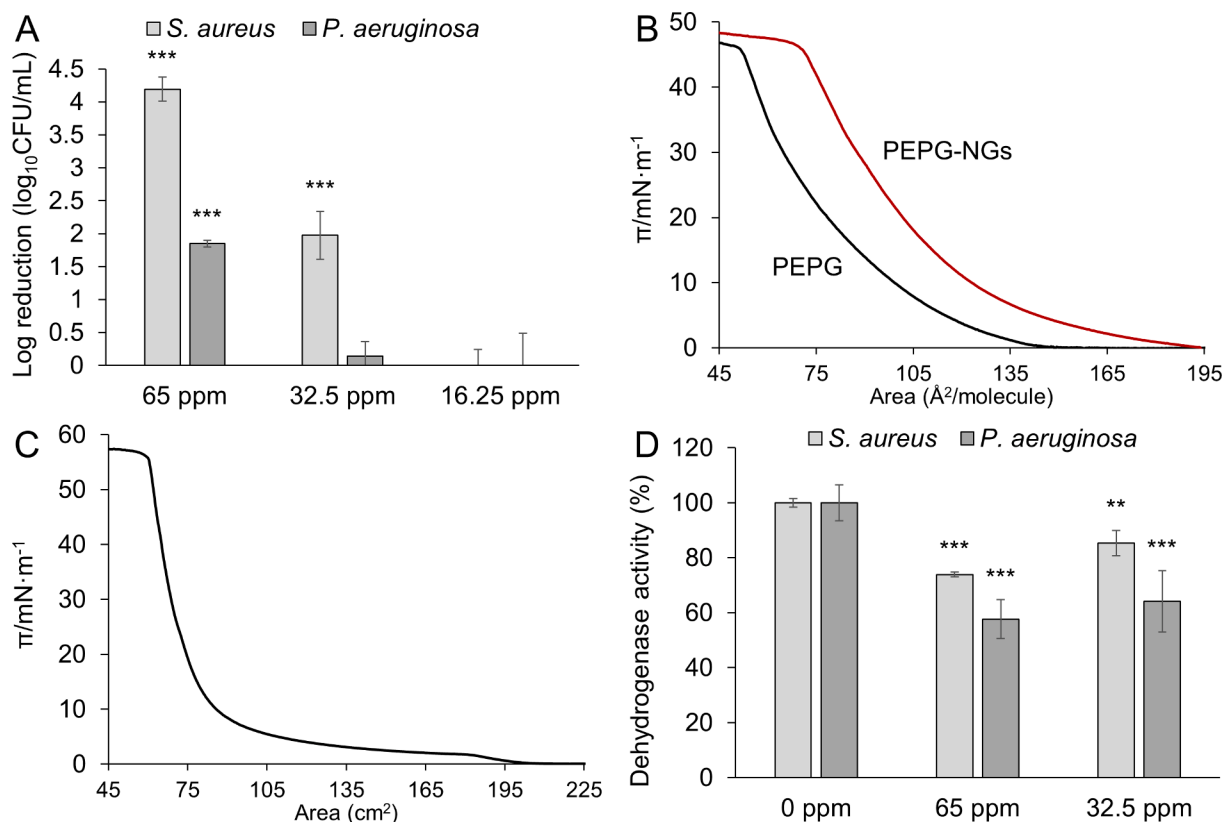 A
S. aureus P. aeruginosa
Log reduction (log₁₀CFU/mL)
4.5
4
3.5
3
2.5
2
1.5
1
0.5
0
***
***
***
65 ppm 32.5 ppm 16.25 ppm
B
π/mN·m⁻¹
50
40
30
20
10
0
PEPG-NGs
PEPG
45 75 105 135 165 195
Area (Å²/molecule)
C
π/mN·m⁻¹
60
50
40
30
20
10
0
45 75 105 135 165 195 225
Area (cm²)
D
S. aureus P. aeruginosa
Dehydrogenase activity (%)
120
100
80
60
40
20
0
***
***
**
***
0 ppm 65 ppm 32.5 ppm